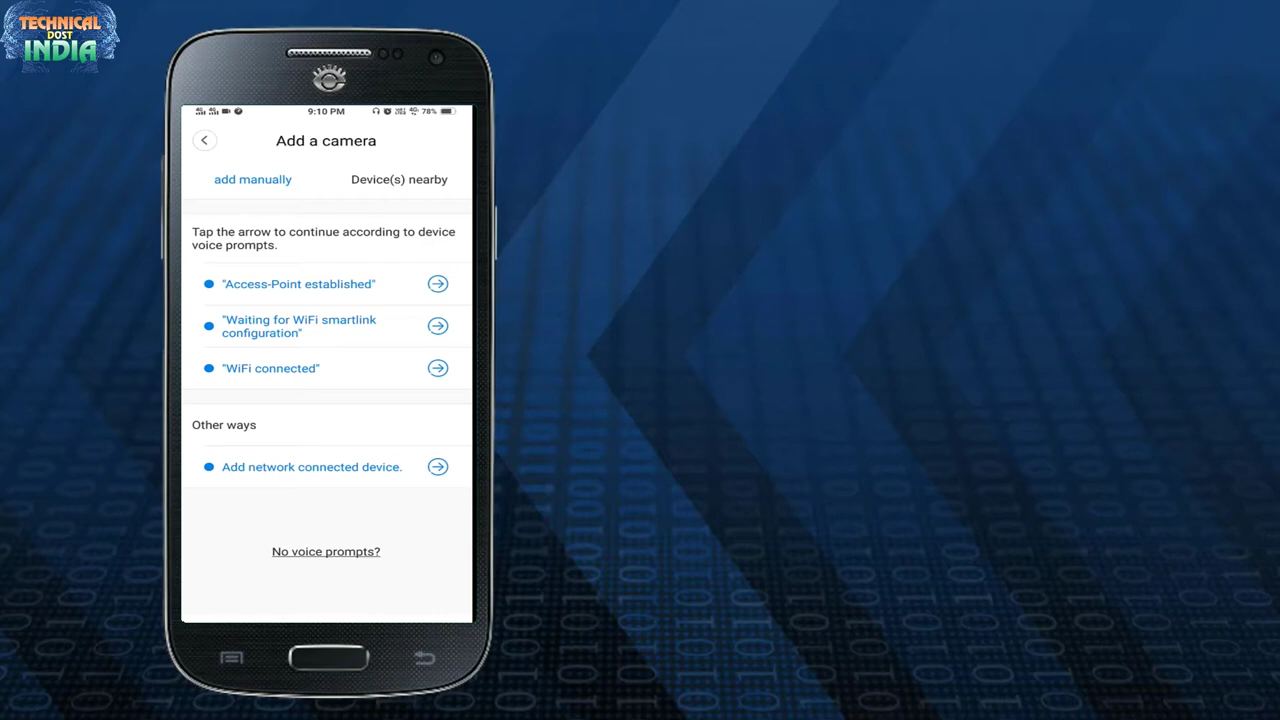 TECHNICAL
DOST
INDIA
9:10 PM
78%
Add a camera
add manually
Device(s) nearby
Tap the arrow to continue according to device
voice prompts.
"Access-Point established"
"Waiting for WiFi smartlink
configuration"
"WiFi connected"
Other ways
Add network connected device.
No voice prompts?